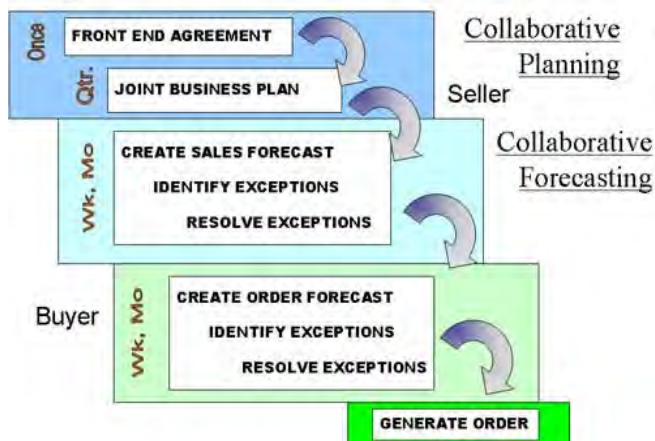 Once
FRONT END AGREEMENT
Collaborative
Planning
Qtr.
JOINT BUSINESS PLAN
Seller
Wk, Mo
CREATE SALES FORECAST
IDENTIFY EXCEPTIONS
RESOLVE EXCEPTIONS
Collaborative
Forecasting
Buyer
Wk, Mo
CREATE ORDER FORECAST
IDENTIFY EXCEPTIONS
RESOLVE EXCEPTIONS
GENERATE ORDER